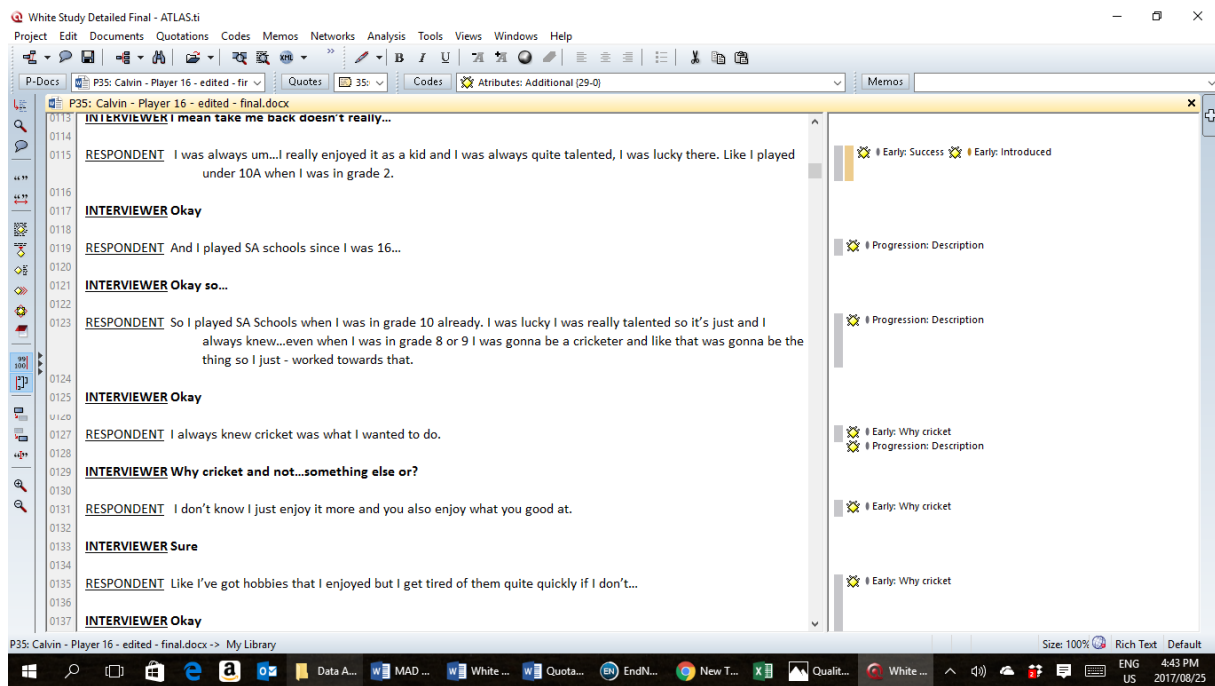 White Study Detailed Final - ATLAS.ti
Project Edit Documents Quotations Codes Memos Networks Analysis Tools Views Windows Help
B I U
P-Docs P35: Calvin - Player 16 - edited - fir Quotes 35: Codes Atributes: Additional {29-0} Memos
P35: Calvin - Player 16 - edited - final.docx
0113 INTERVIEWER I mean take me back doesn't really...
0114
0115 RESPONDENT I was always um...I really enjoyed it as a kid and I was always quite talented, I was lucky there. Like I played
under 10A when I was in grade 2.
Early: Success Early: Introduced
0116
0117 INTERVIEWER Okay
0118
0119 RESPONDENT And I played SA schools since I was 16...
Progression: Description
0120
0121 INTERVIEWER Okay so...
0122
0123 RESPONDENT So I played SA Schools when I was in grade 10 already. I was lucky I was really talented so it's just and I
always knew...even when I was in grade 8 or 9 I was gonna be a cricketer and like that was gonna be the
thing so I just - worked towards that.
Progression: Description
0124
0125 INTERVIEWER Okay
0126
0127 RESPONDENT I always knew cricket was what I wanted to do.
Early: Why cricket
Progression: Description
0128
0129 INTERVIEWER Why cricket and not...something else or?
0130
0131 RESPONDENT I don't know I just enjoy it more and you also enjoy what you good at.
Early: Why cricket
0132
0133 INTERVIEWER Sure
0134
0135 RESPONDENT Like I've got hobbies that I enjoyed but I get tired of them quite quickly if I don't...
Early: Why cricket
0136
0137 INTERVIEWER Okay
P35: Calvin - Player 16 - edited - final.docx -> My Library Size: 100% Rich Text Default
Data A... MAD ... White ... Quota... EndN... New T... Qualit... White ... ENG 4:43 PM
US 2017/08/25